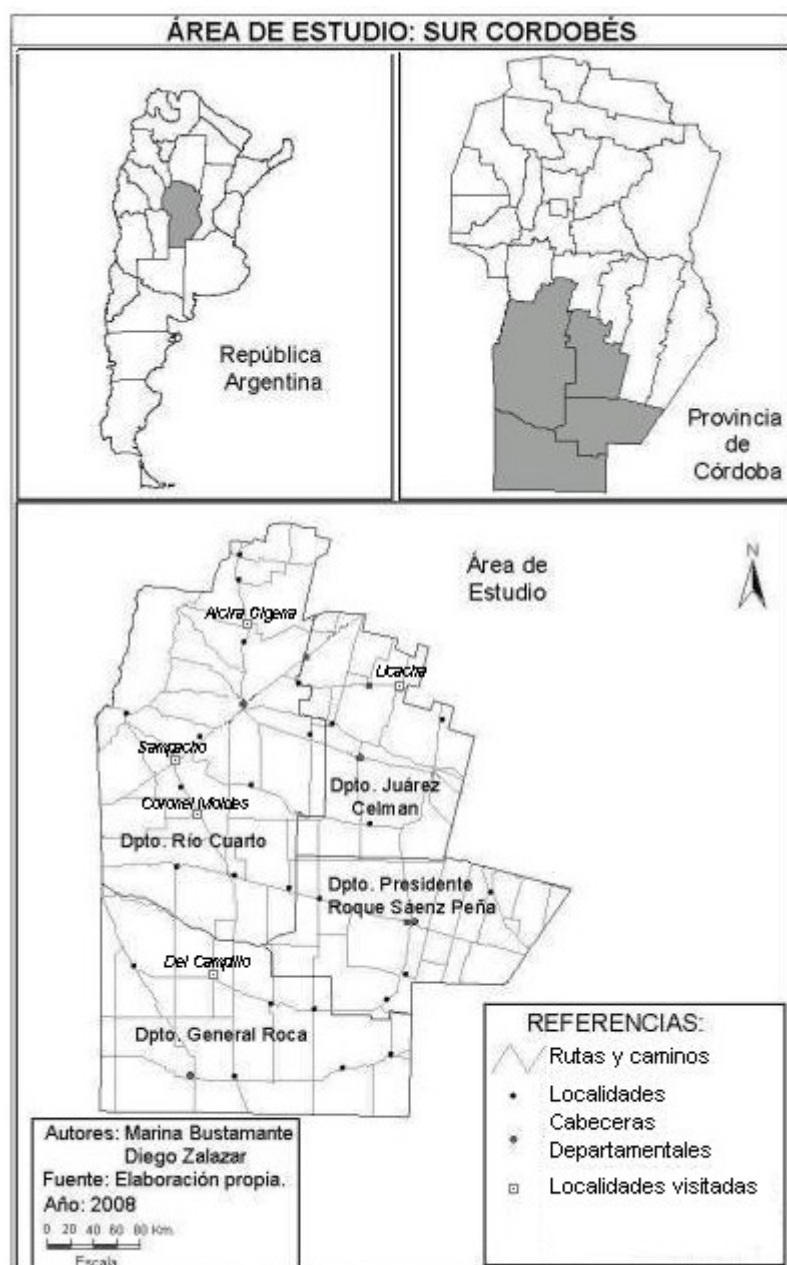 ÁREA DE ESTUDIO: SUR CORDOBÉS
República
Argentina
Provincia
de
Córdoba
Área de
Estudio
N
Alcira Gigena
Ucacha
Sampacho
Dpto. Juárez
Celman
Coronel Moldes
Dpto. Río Cuarto
Dpto. Presidente
Roque Sáenz Peña
Del Campillo
Dpto. General Roca
REFERENCIAS:
Rutas y caminos
Localidades
Cabeceras
Departamentales
Localidades visitadas
Autores: Marina Bustamante
Diego Zalazar
Fuente: Elaboración propia.
Año: 2008
0 20 40 60 80 Km.
Escala